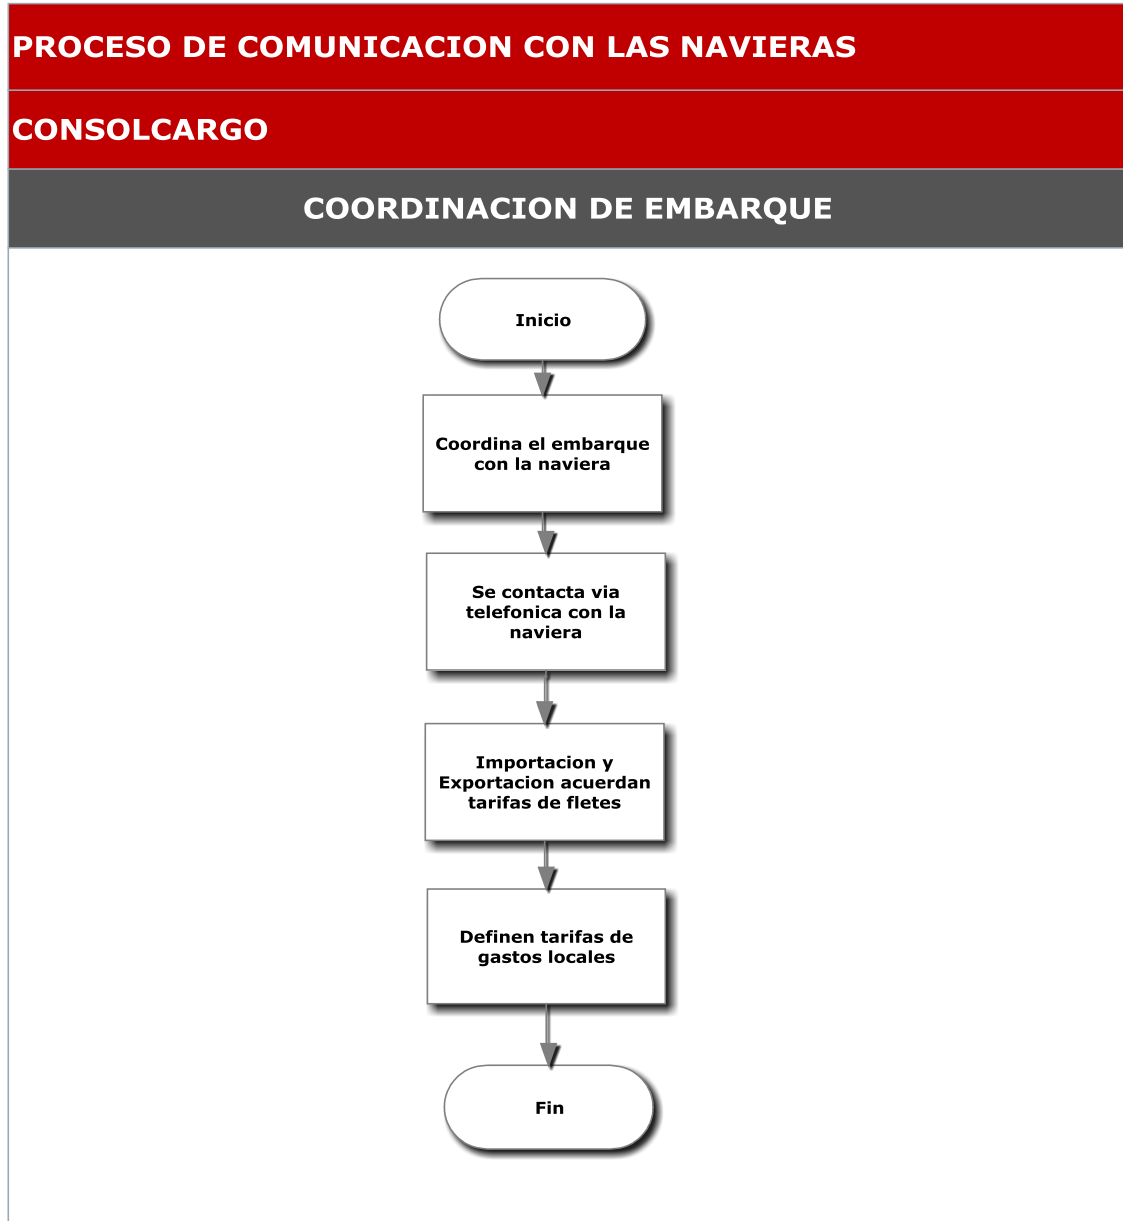 PROCESO DE COMUNICACION CON LAS NAVIERAS
CONSOLCARGO
COORDINACION DE EMBARQUE
Inicio
Coordina el embarque
con la naviera
Se contacta via
telefonica con la
naviera
Importacion y
Exportacion acuerdan
tarifas de fletes
Definen tarifas de
gastos locales
Fin